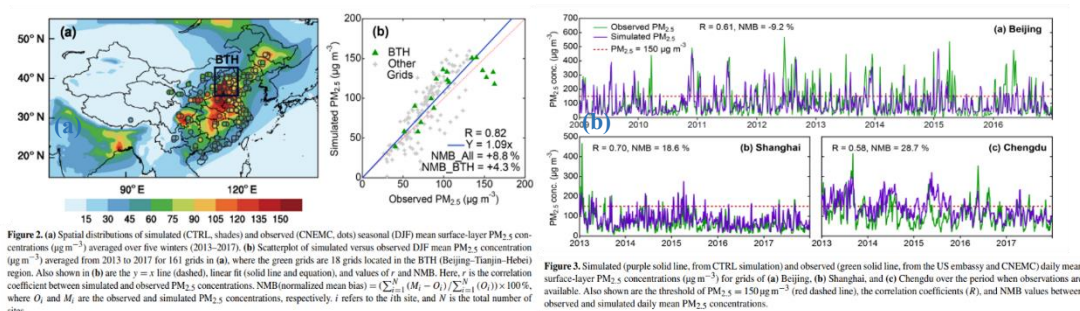 (a)
BTH
50°N
40°N
30°N
20°N
(a)
90°E
120°E
15 30 45 60 75 90 105 120 135 150
(b)
200
150
100
50
0
Simulated PM2.5 (μg m-3)
BTH
Other
Grids
R = 0.82
Y = 1.09x
NMB_All = +8.8 %
NMB_BTH = +4.3 %
0 50 100 150 200
Observed PM2.5 (μg m-3)
Figure 2. (a) Spatial distributions of simulated (CTRL, shades) and observed (CNEMC, dots) seasonal (DJF) mean surface-layer PM2.5 con-
centrations (μg m−3) averaged over five winters (2013–2017). (b) Scatterplot of simulated versus observed DJF mean PM2.5 concentration
(μg m−3) averaged from 2013 to 2017 for 161 grids in (a), where the green grids are 18 grids located in the BTH (Beijing–Tianjin–Hebei)
region. Also shown in (b) are the y = x line (dashed), linear fit (solid line and equation), and values of r and NMB. Here, r is the correlation
coefficient between simulated and observed PM2.5 concentrations. NMB(normalized mean bias) = (∑Ni=1(Mi − Oi)/∑Ni=1(Oi)) × 100%,
where Oi and Mi are the observed and simulated PM2.5 concentrations, respectively. i refers to the ith site, and N is the total number of
sites.
PM2.5 conc. (μg m-3)
700
600
500
400
300
200
100
Observed PM2.5
Simulated PM2.5
PM2.5 = 150 μg m-3
R = 0.61, NMB = -9.2 %
(a) Beijing
2009 2010 2011 2012 2013 2014 2015 2016
(b)
PM2.5 conc. (μg m-3)
500
400
300
200
100
0
R = 0.70, NMB = 18.6 %
(b) Shanghai
2013 2014 2015 2016 2017
R = 0.58, NMB = 28.7 %
(c) Chengdu
2013 2014 2015 2016 2017
Figure 3. Simulated (purple solid line, from CTRL simulation) and observed (green solid line, from the US embassy and CNEMC) daily mean
surface-layer PM2.5 concentrations (μg m−3) for grids of (a) Beijing, (b) Shanghai, and (c) Chengdu over the period when observations are
available. Also shown are the threshold of PM2.5 = 150 μg m−3 (red dashed line), the correlation coefficients (R), and NMB values between
observed and simulated daily mean PM2.5 concentrations.